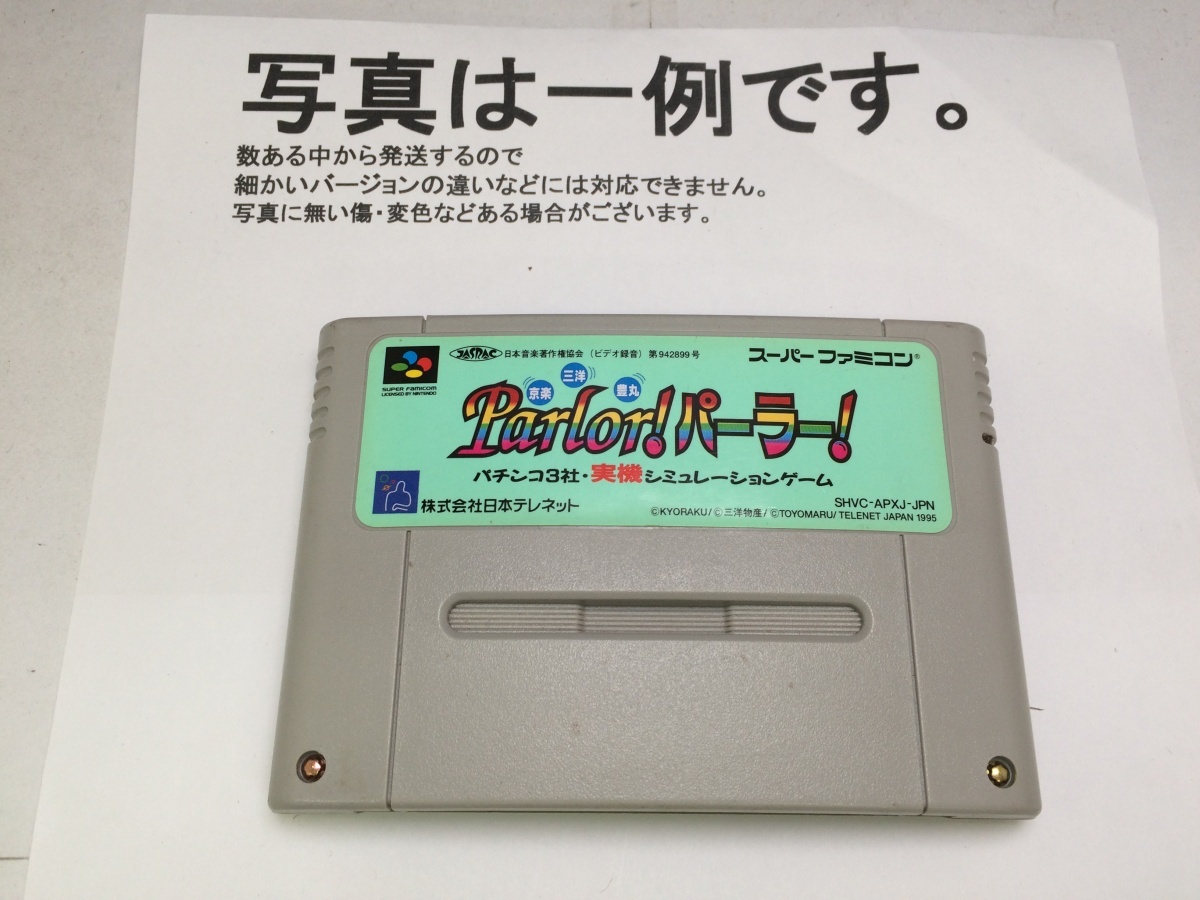 写真は一例です。
数ある中から発送するので
細かいバージョンの違いなどには対応できません。
写真に無い傷・変色などある場合がございます。
JASRAC 日本音楽著作権協会 (ビデオ録音) 第942899号
スーパーファミコン®
SUPER FAMICOM
LICENSED BY NINTENDO
京楽 三洋 豊丸
Parlor! パーラー!
パチンコ3社・実機シミュレーションゲーム
株式会社日本テレネット
SHVC-APXJ-JPN
©KYORAKU/©三洋物産/©TOYOMARU/TELENET JAPAN 1995